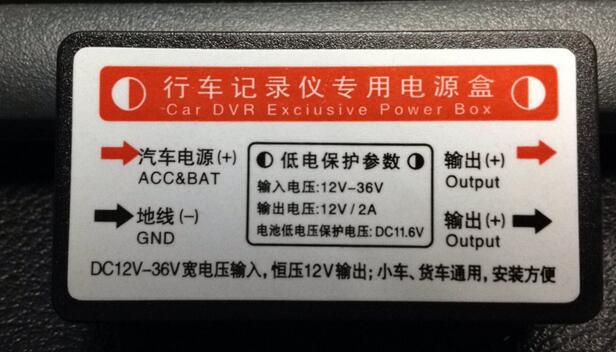 行车记录仪专用电源盒
Car DVR Exciusive Power Box
汽车电源(+)
ACC&BAT
地线(-)
GND
低电保护参数
输入电压:12V-36V
输出电压:12V/2A
电池低电压保护电压:DC11.6V
输出(+)
Output
输出(+)
Output
DC12V-36V宽电压输入,恒压12V输出;小车、货车通用,安装方便